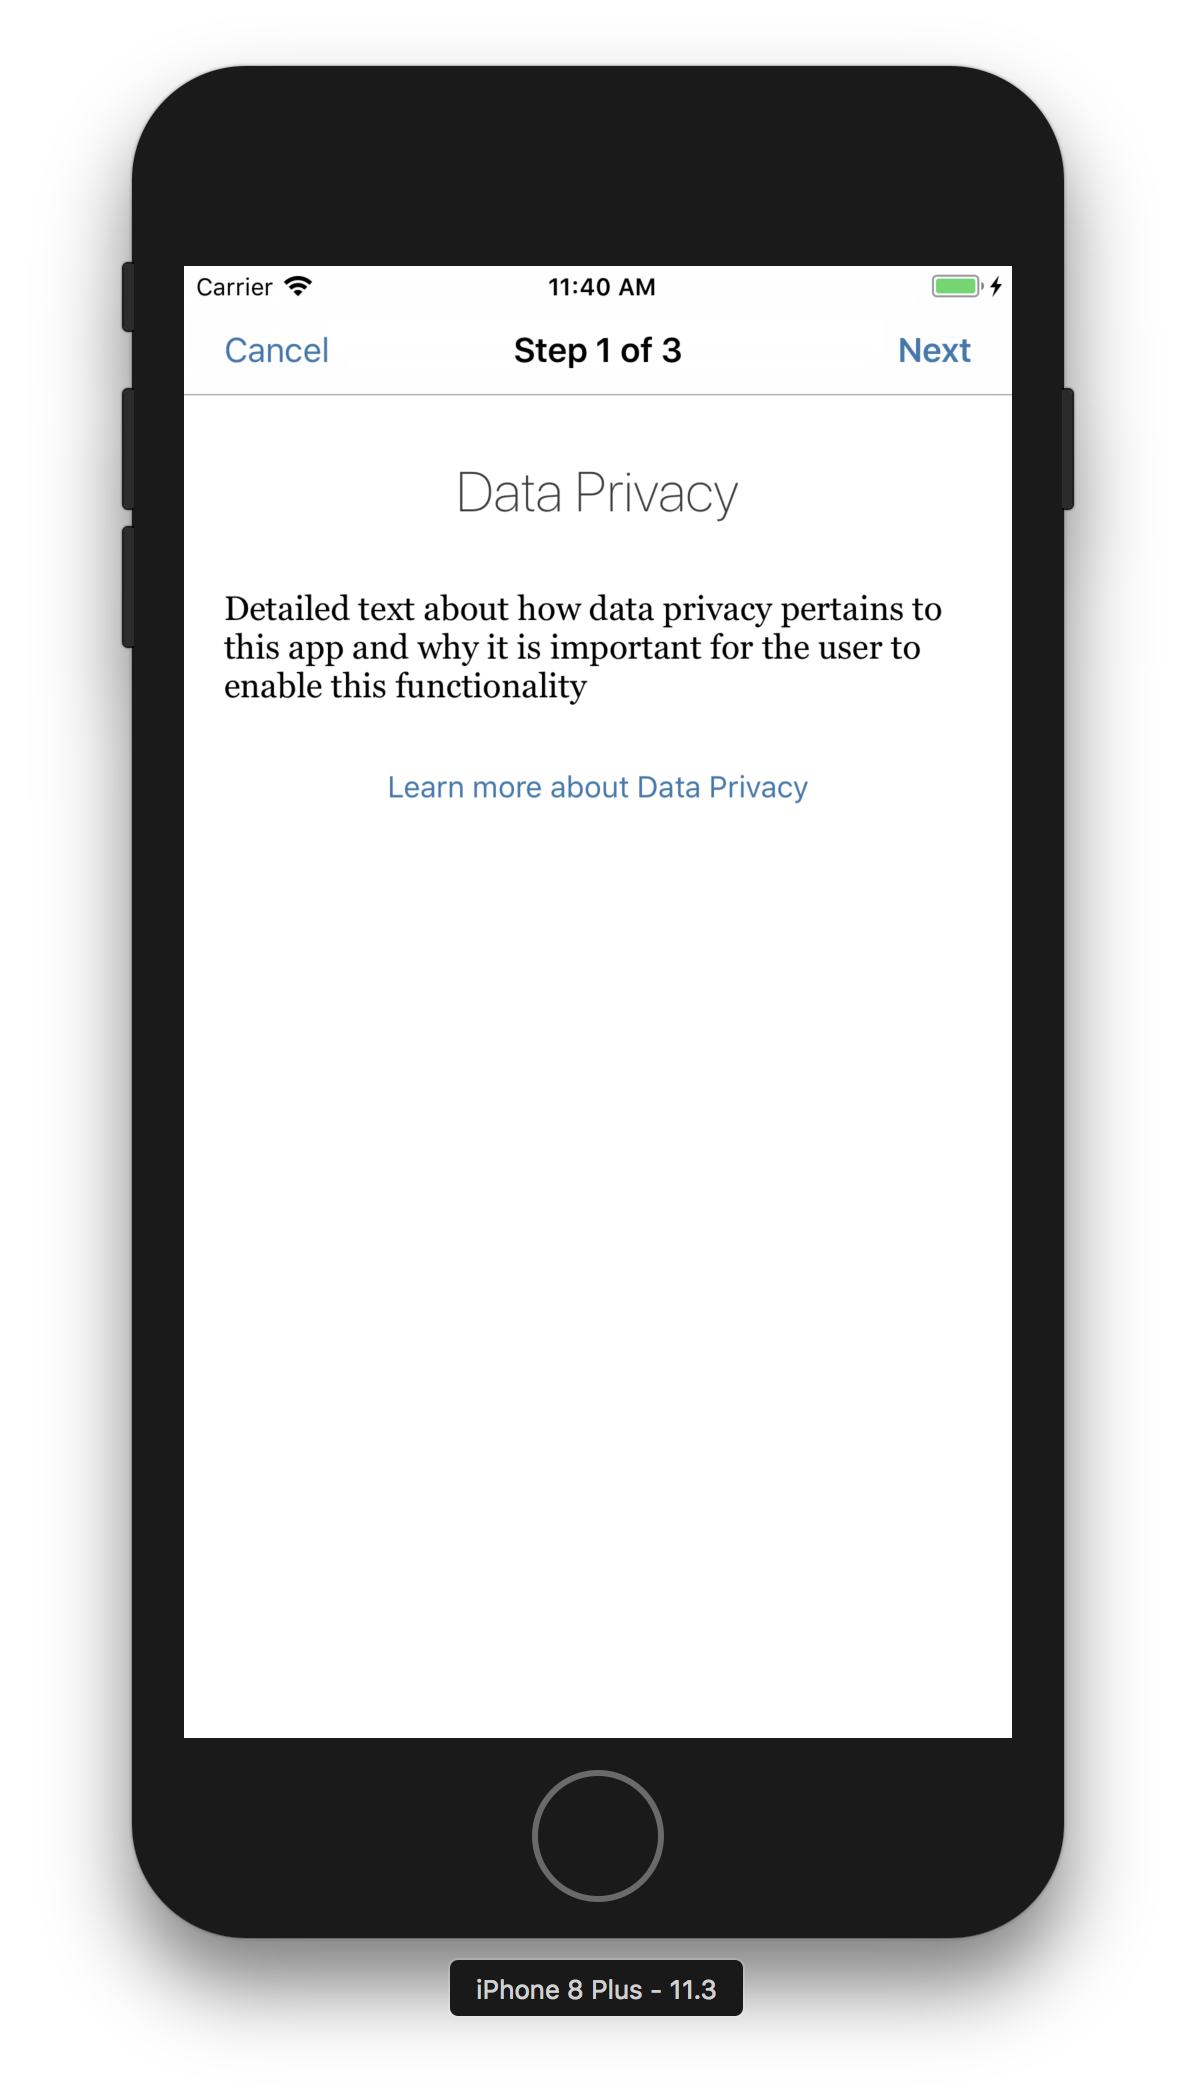 Carrier 11:40 AM
Cancel Step 1 of 3 Next
Data Privacy
Detailed text about how data privacy pertains to
this app and why it is important for the user to
enable this functionality
Learn more about Data Privacy
iPhone 8 Plus - 11.3